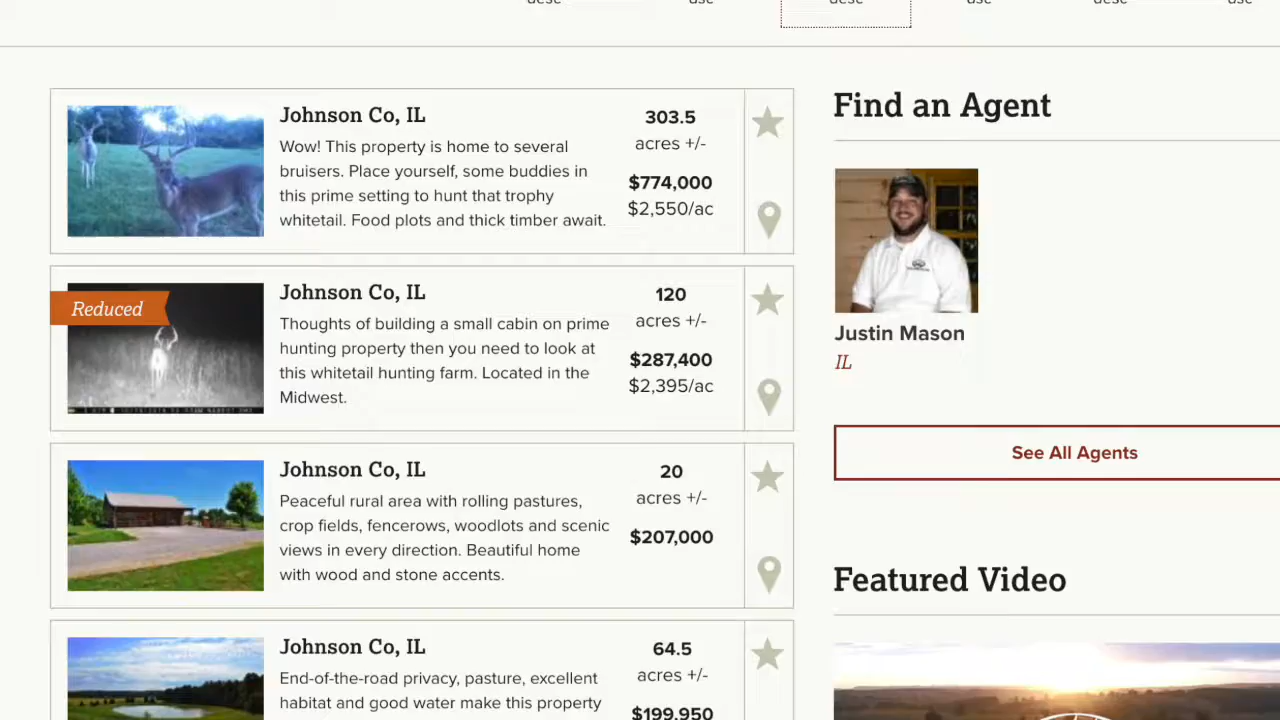 desc
asc
desc
asc
desc
asc
Johnson Co, IL
Wow! This property is home to several
bruisers. Place yourself, some buddies in
this prime setting to hunt that trophy
whitetail. Food plots and thick timber await.
303.5
acres +/-
$774,000
$2,550/ac
Reduced
Johnson Co, IL
Thoughts of building a small cabin on prime
hunting property then you need to look at
this whitetail hunting farm. Located in the
Midwest.
120
acres +/-
$287,400
$2,395/ac
Johnson Co, IL
Peaceful rural area with rolling pastures,
crop fields, fencerows, woodlots and scenic
views in every direction. Beautiful home
with wood and stone accents.
20
acres +/-
$207,000
Johnson Co, IL
End-of-the-road privacy, pasture, excellent
habitat and good water make this property
64.5
acres +/-
$199,950
Find an Agent
Justin Mason
IL
See All Agents
Featured Video